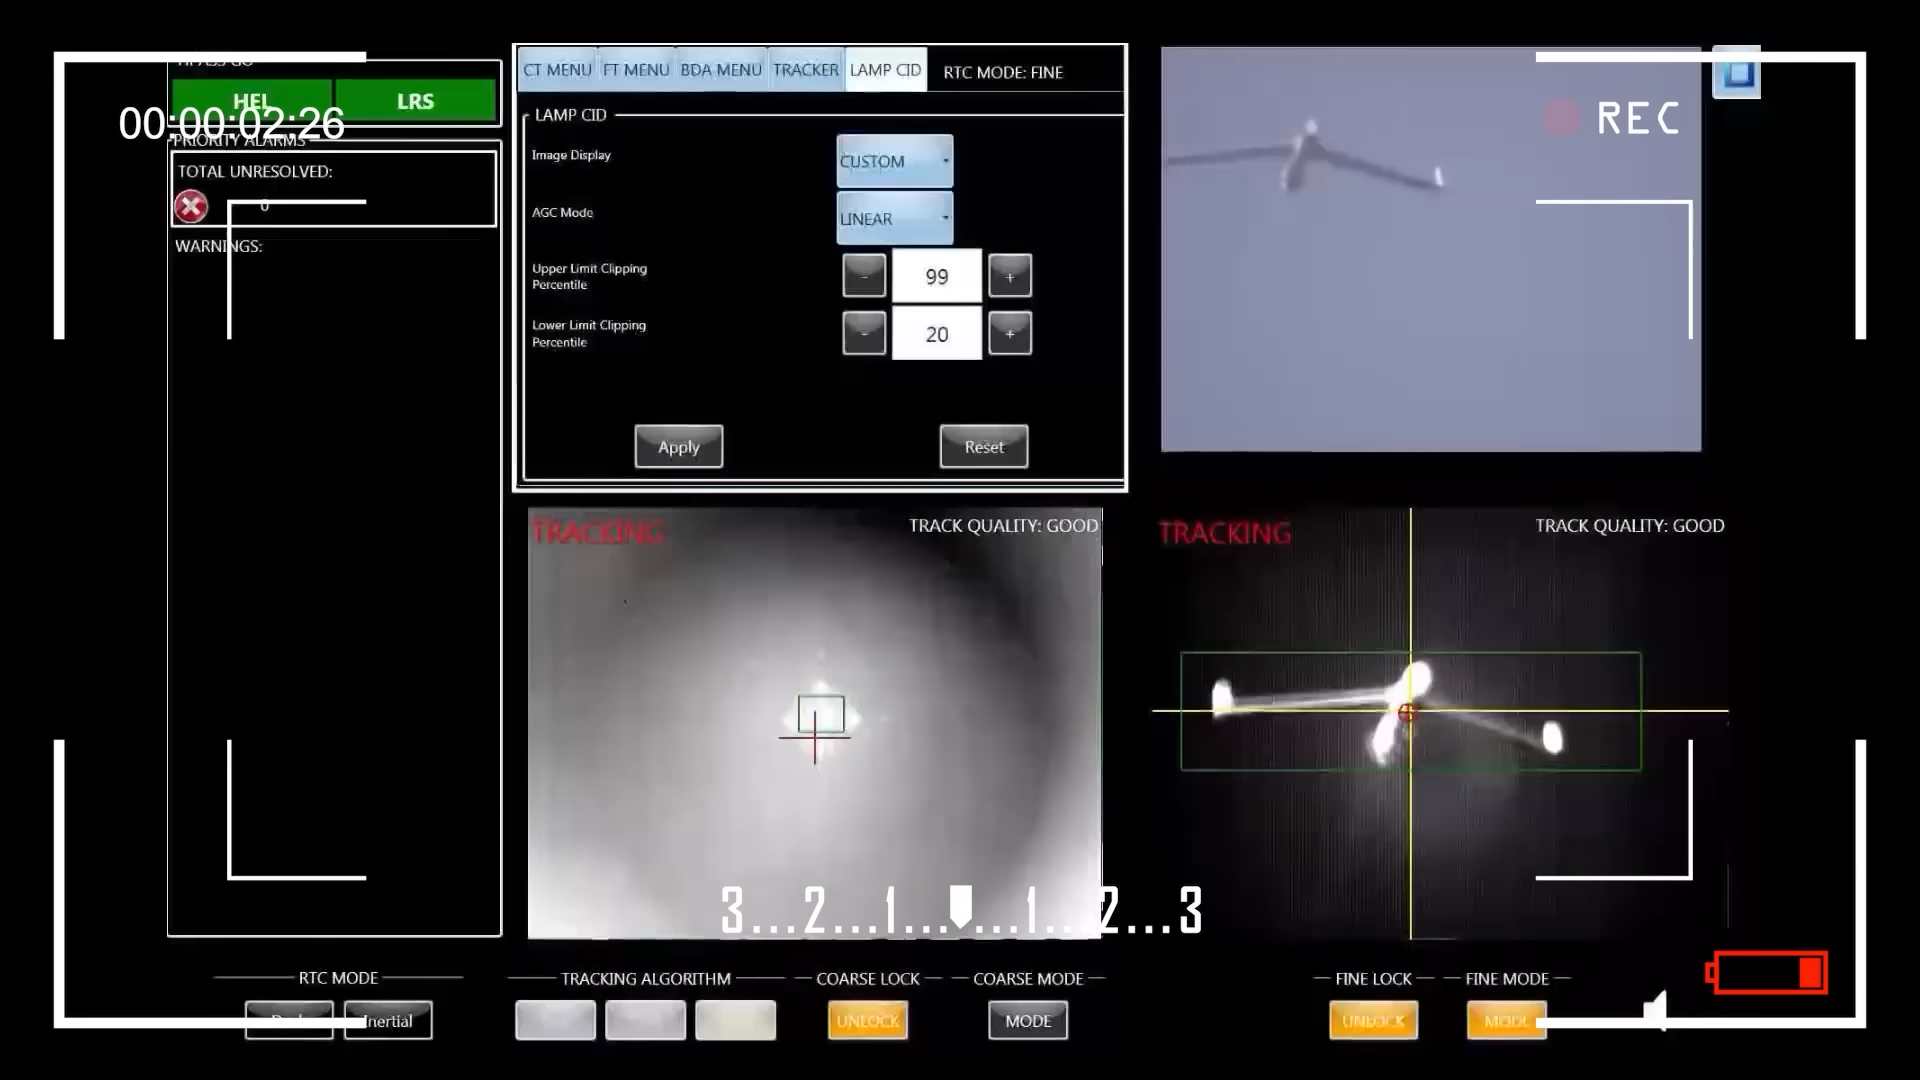 HEL
LRS
00:00:02:26
PRIORITY ALARMS
TOTAL UNRESOLVED:
0
WARNINGS:
CT MENU
FT MENU
BDA MENU
TRACKER
LAMP CID
RTC MODE: FINE
LAMP CID
Image Display
CUSTOM
AGC Mode
LINEAR
Upper Limit Clipping
Percentile
-
99
+
Lower Limit Clipping
Percentile
-
20
+
Apply
Reset
REC
TRACKING
TRACK QUALITY: GOOD
TRACKING
TRACK QUALITY: GOOD
3...2...1... ...1...2...3
RTC MODE
Inertial
TRACKING ALGORITHM
COARSE LOCK
UNLOCK
COARSE MODE
MODE
FINE LOCK
UNLOCK
FINE MODE
MODE